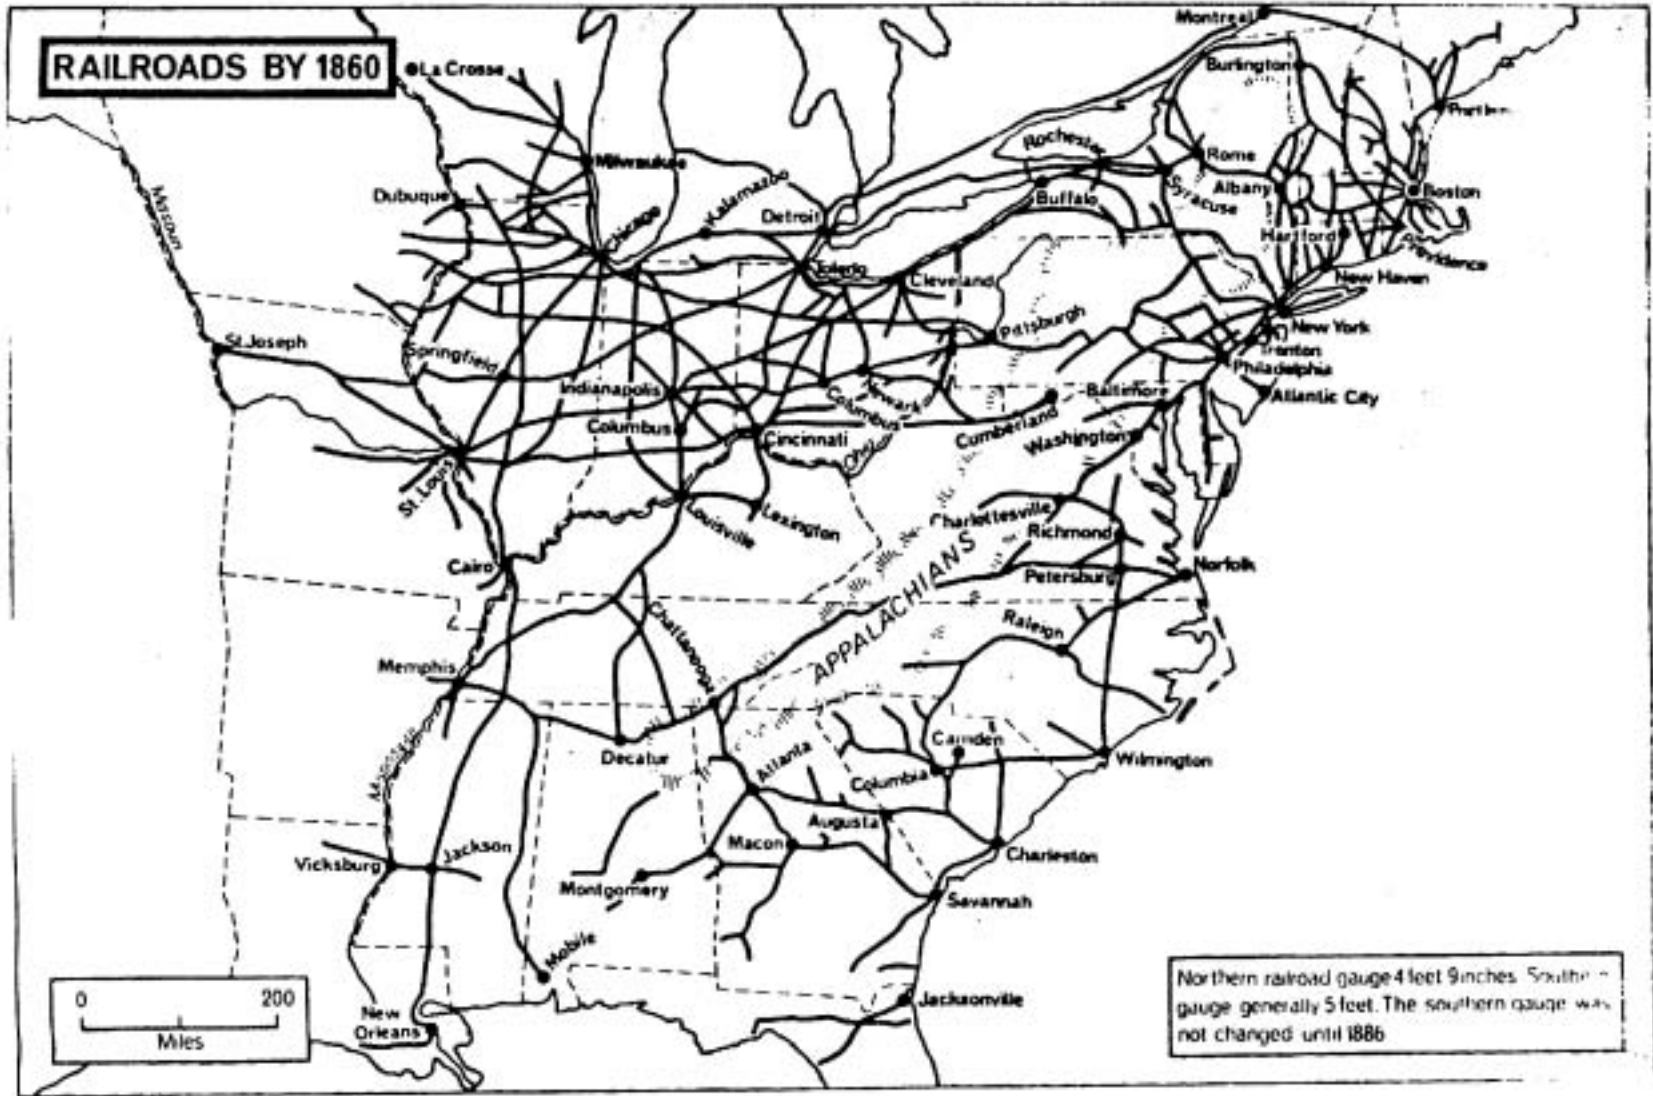 RAILROADS BY 1860
La Crosse
Montreal
Burlington
Milwaukee
Rochester
Rome
Missouri
Dubuque
Kalamazoo
Detroit
Buffalo
Syracuse
Albany
Boston
Chicago
Hartford
Providence
Toledo
Cleveland
New Haven
St. Joseph
Springfield
Pittsburgh
New York
Trenton
Philadelphia
Indianapolis
Columbus
Newark
Baltimore
Atlantic City
Columbus
Cincinnati
Ohio
Cumberland
Washington
St. Louis
Louisville
Lexington
Charlottesville
Richmond
Cairo
Petersburg
Norfolk
APPALACHIANS
Chattanooga
Raleigh
Memphis
Decatur
Atlanta
Camden
Columbia
Wilmington
Augusta
Vicksburg
Jackson
Macon
Charleston
Montgomery
Savannah
Mobile
Jacksonville
New
Orleans
0 200
Miles
Northern railroad gauge 4 feet 9 inches.
gauge generally 5 feet. The southern gauge was
not changed until 1886